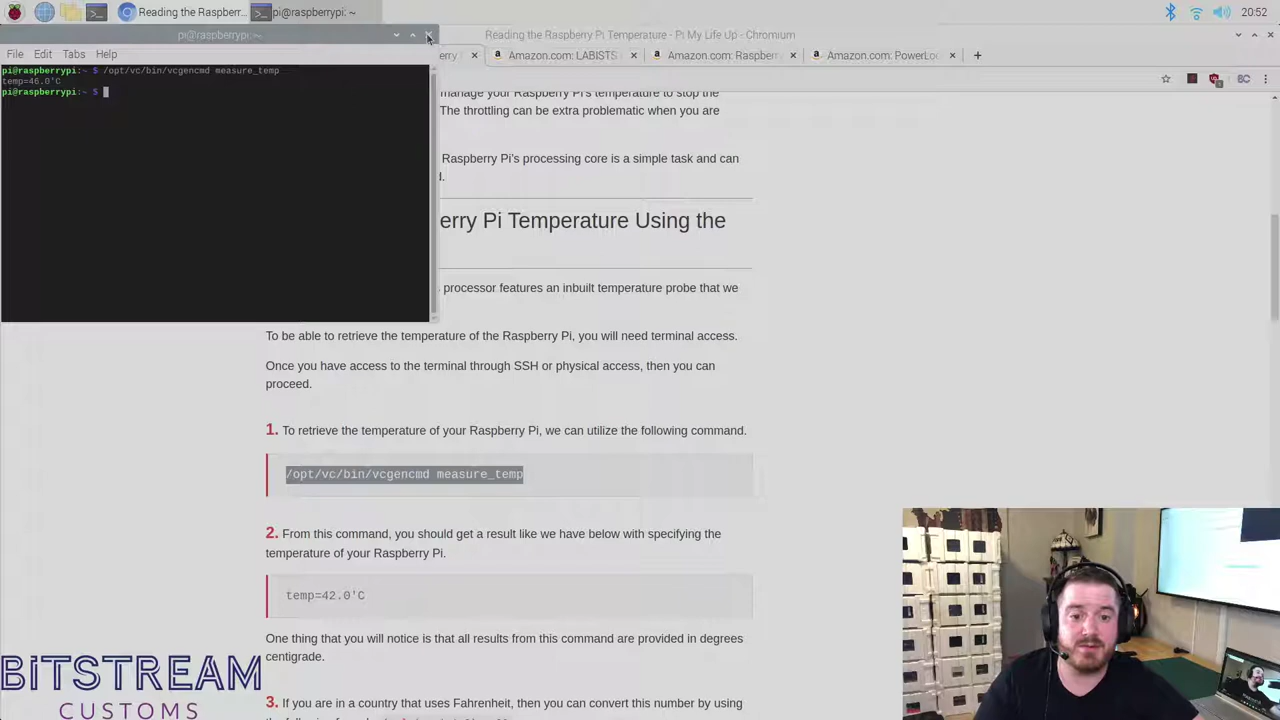 Reading the Raspber...
pi@raspberrypi: ~
20:52
pi@raspberrypi: ~
Reading the Raspberry Pi Temperature - Pi My Life Up - Chromium
File Edit Tabs Help
erry
Amazon.com: LABISTS
Amazon.com: Raspberr
Amazon.com: PowerLo
pi@raspberrypi:~ $ /opt/vc/bin/vcgencmd measure_temp
temp=46.0'C
pi@raspberrypi:~ $
manage your Raspberry Pi's temperature to stop the
The throttling can be extra problematic when you are
Raspberry Pi's processing core is a simple task and can
d.
erry Pi Temperature Using the
processor features an inbuilt temperature probe that we
To be able to retrieve the temperature of the Raspberry Pi, you will need terminal access.
Once you have access to the terminal through SSH or physical access, then you can
proceed.
1. To retrieve the temperature of your Raspberry Pi, we can utilize the following command.
/opt/vc/bin/vcgencmd measure_temp
2. From this command, you should get a result like we have below with specifying the
temperature of your Raspberry Pi.
temp=42.0'C
One thing that you will notice is that all results from this command are provided in degrees
centigrade.
3. If you are in a country that uses Fahrenheit, then you can convert this number by using
BITSTREAM
CUSTOMS